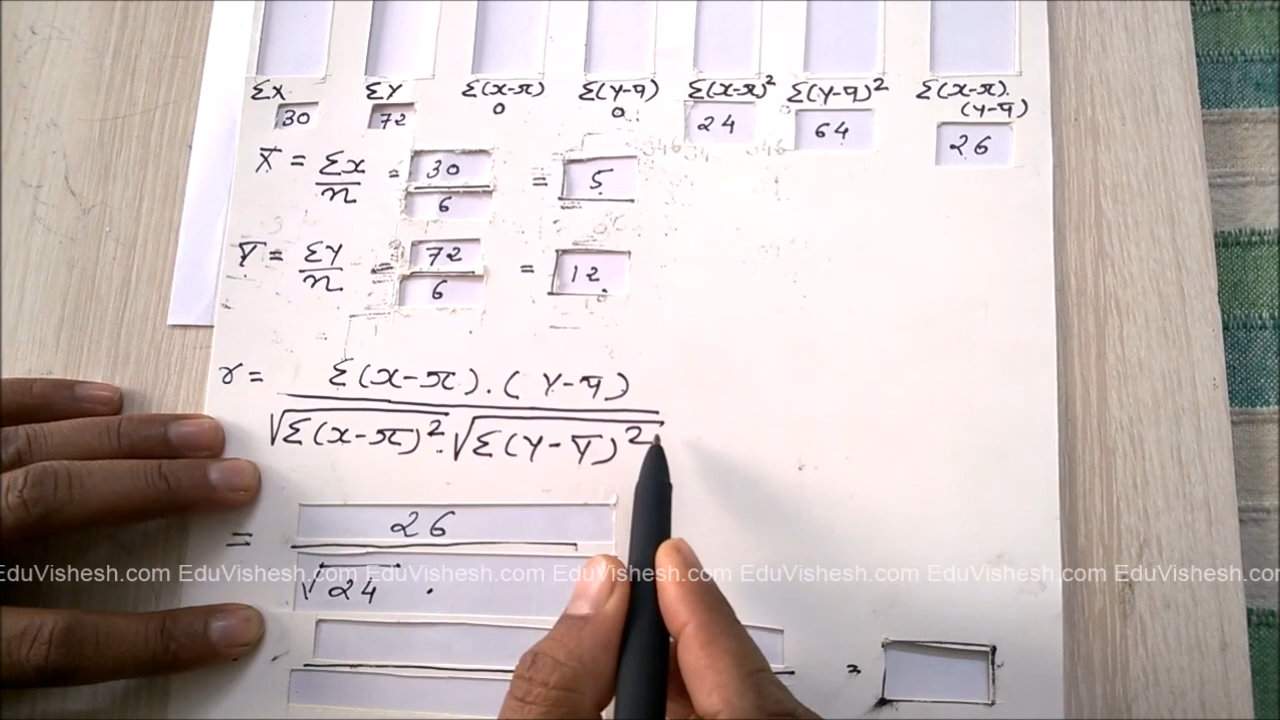 Σx ΣY Σ(x-x̄) Σ(Y-Ȳ) Σ(x-x̄)² Σ(Y-Ȳ)² Σ(x-x̄).(Y-Ȳ)
30 72 0 0 24 64 26
X̄ = Σx/n = 30/6 = 5
Ȳ = ΣY/n = 72/6 = 12
r = Σ(x-x̄).(Y-Ȳ)
√Σ(x-x̄)².√Σ(Y-Ȳ)²
= 26
√24 .
EduVishesh.com EduVishesh.com EduVishesh.com EduVishesh.com EduVishesh.com EduVishesh.com EduVishesh.com
=